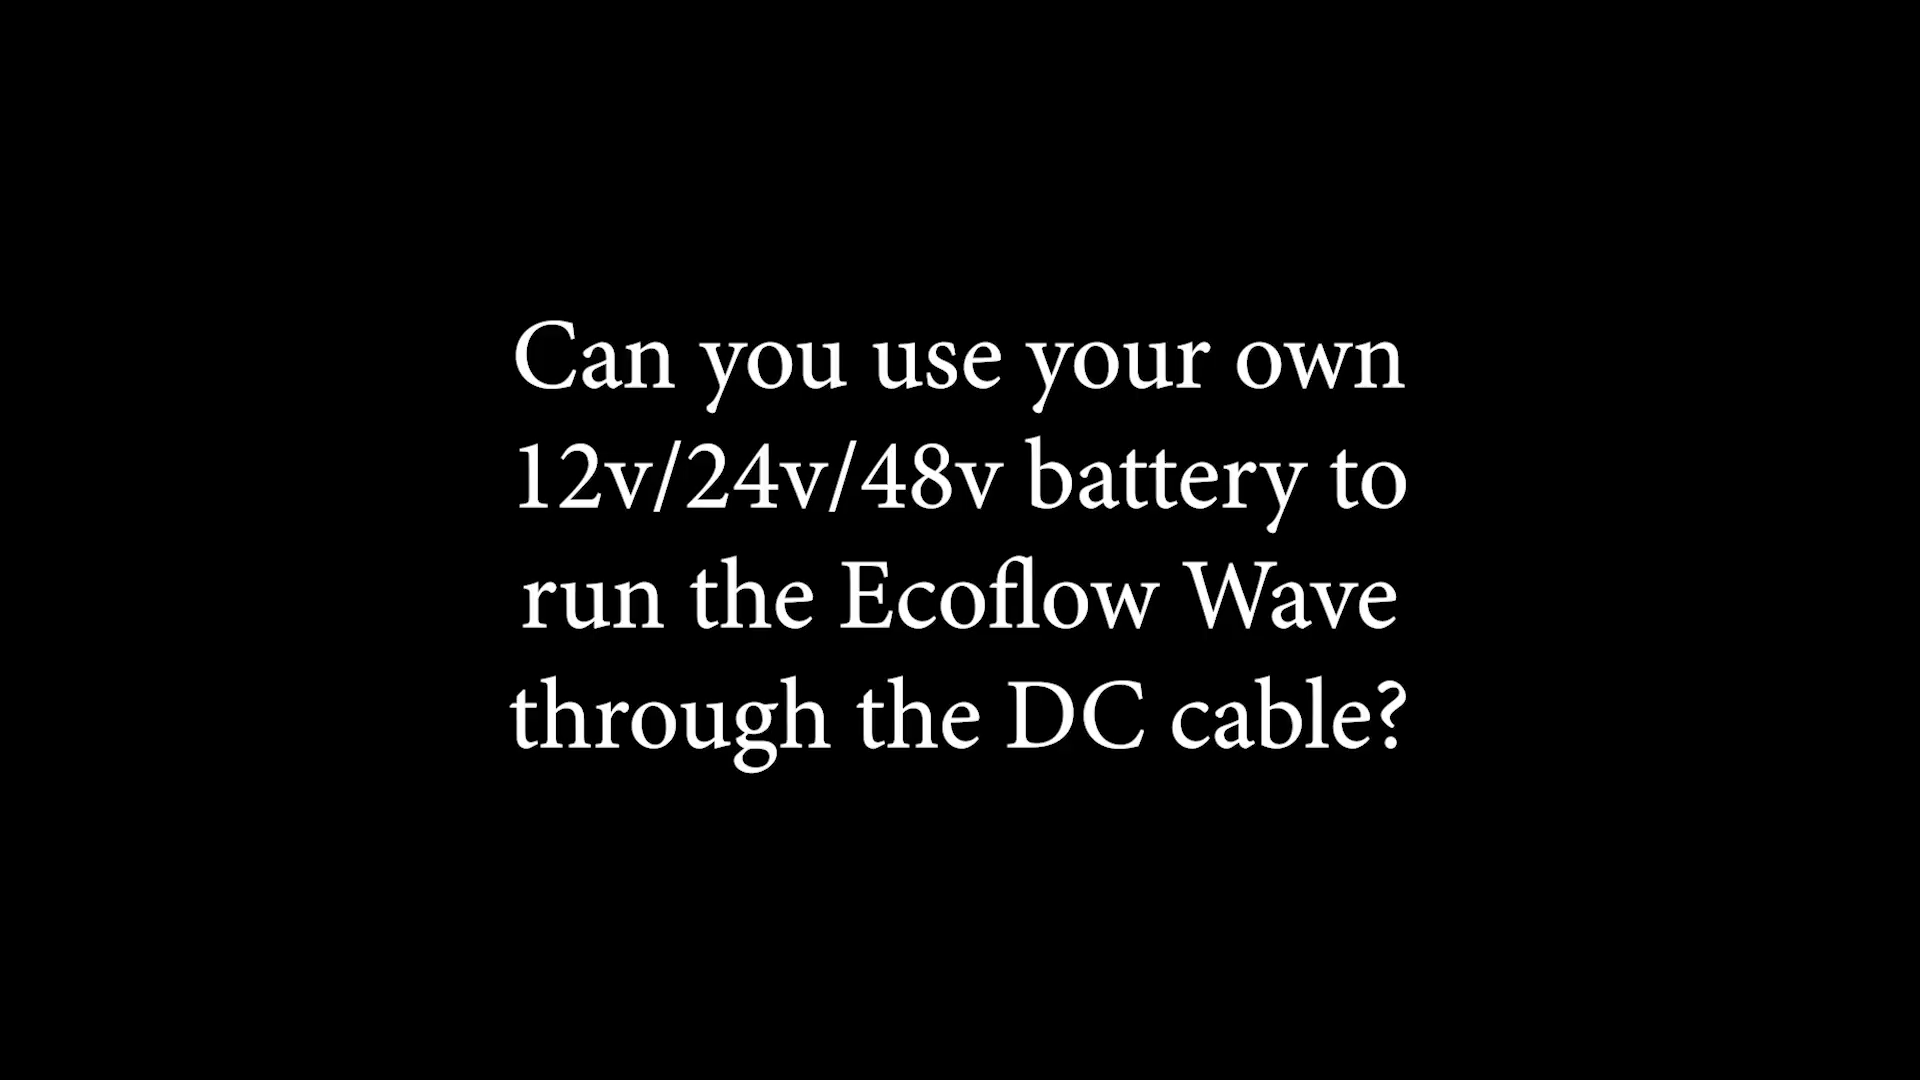 Can you use your own
12v/24v/48v battery to
run the Ecoflow Wave
through the DC cable?